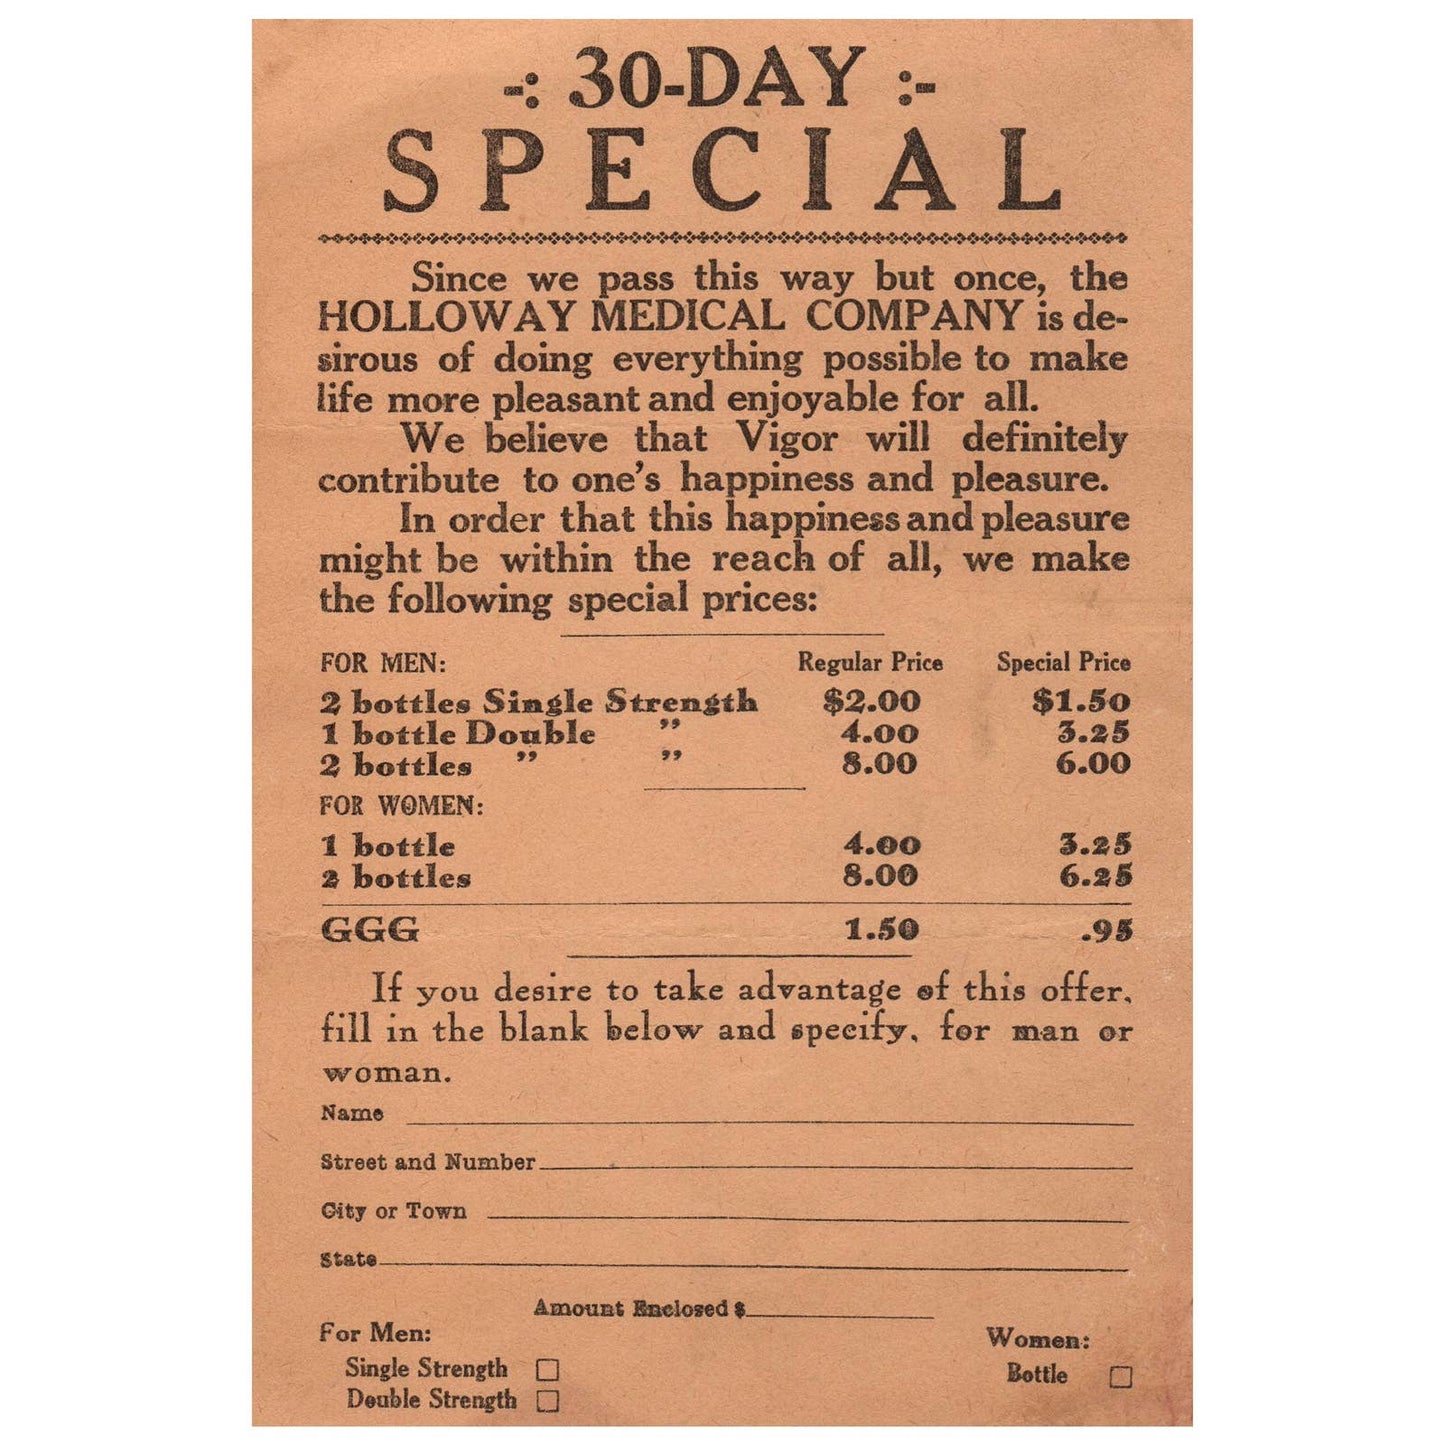 -: 30-DAY :-
SPECIAL
Since we pass this way but once, the
HOLLOWAY MEDICAL COMPANY is de-
sirous of doing everything possible to make
life more pleasant and enjoyable for all.
We believe that Vigor will definitely
contribute to one's happiness and pleasure.
In order that this happiness and pleasure
might be within the reach of all, we make
the following special prices:
FOR MEN: Regular Price Special Price
2 bottles Single Strength $2.00 $1.50
1 bottle Double " 4.00 3.25
2 bottles " " 8.00 6.00
FOR WOMEN:
1 bottle 4.00 3.25
2 bottles 8.00 6.25
GGG 1.50 .95
If you desire to take advantage of this offer,
fill in the blank below and specify, for man or
woman.
Name
Street and Number
City or Town
State
Amount Enclosed $
For Men: Women:
Single Strength Bottle
Double Strength